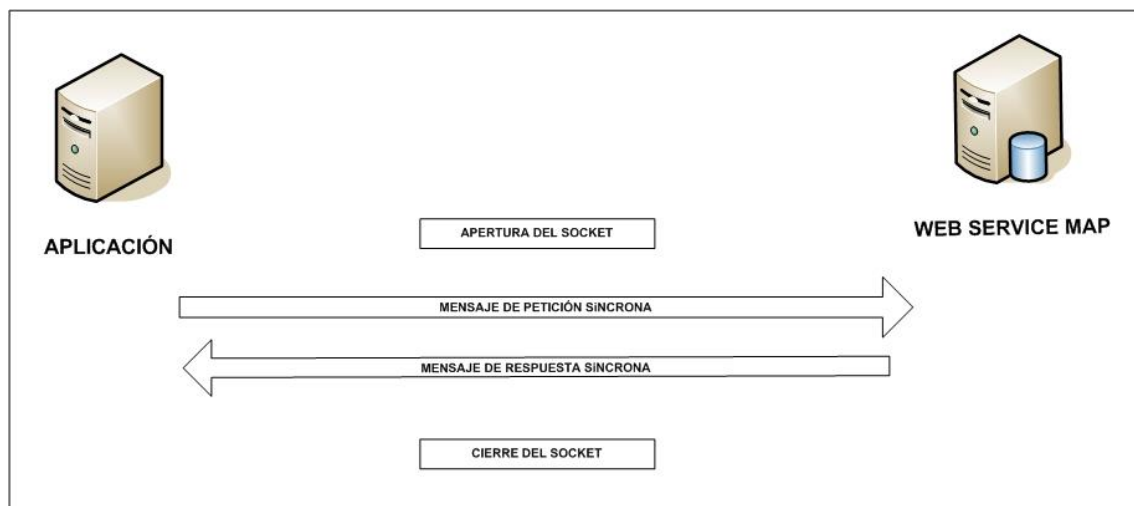 APLICACIÓN
WEB SERVICE MAP
APERTURA DEL SOCKET
MENSAJE DE PETICIÓN SíNCRONA
MENSAJE DE RESPUESTA SíNCRONA
CIERRE DEL SOCKET